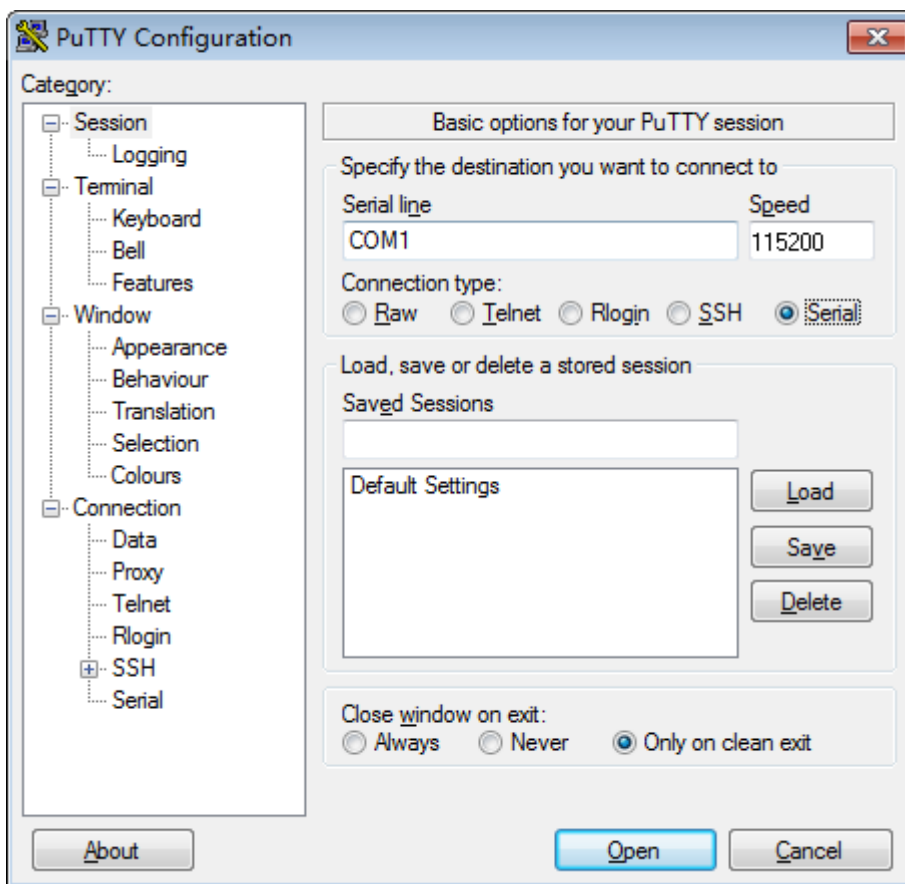 PuTTY Configuration
Category:
Session
Logging
Terminal
Keyboard
Bell
Features
Window
Appearance
Behaviour
Translation
Selection
Colours
Connection
Data
Proxy
Telnet
Rlogin
SSH
Serial
Basic options for your PuTTY session
Specify the destination you want to connect to
Serial line Speed
COM1 115200
Connection type:
Raw Telnet Rlogin SSH Serial
Load, save or delete a stored session
Saved Sessions
Default Settings
Load
Save
Delete
Close window on exit:
Always Never Only on clean exit
About Open Cancel